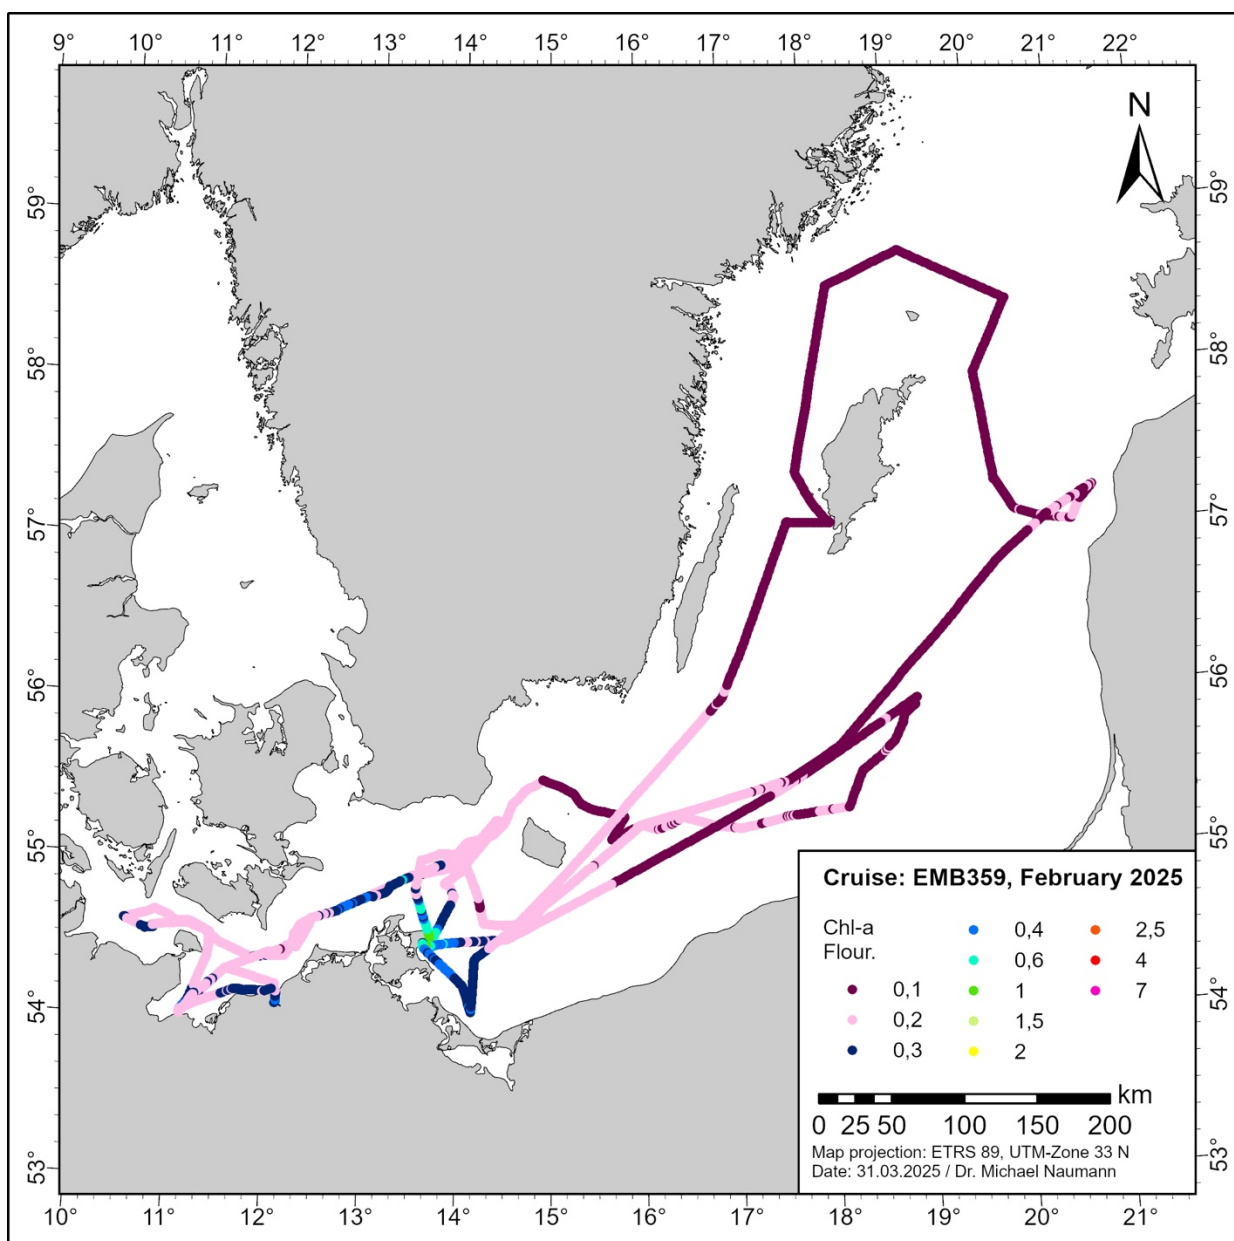 9° 10° 11° 12° 13° 14° 15° 16° 17° 18° 19° 20° 21° 22°
N
59° 59°
58° 58°
57° 57°
56° 56°
55° 55°
54° 54°
53° 53°
Cruise: EMB359, February 2025
Chl-a
Flour.
0,1
0,2
0,3
0,4
0,6
1
1,5
2
2,5
4
7
km
0 25 50 100 150 200
Map projection: ETRS 89, UTM-Zone 33 N
Date: 31.03.2025 / Dr. Michael Naumann
10° 11° 12° 13° 14° 15° 16° 17° 18° 19° 20° 21°